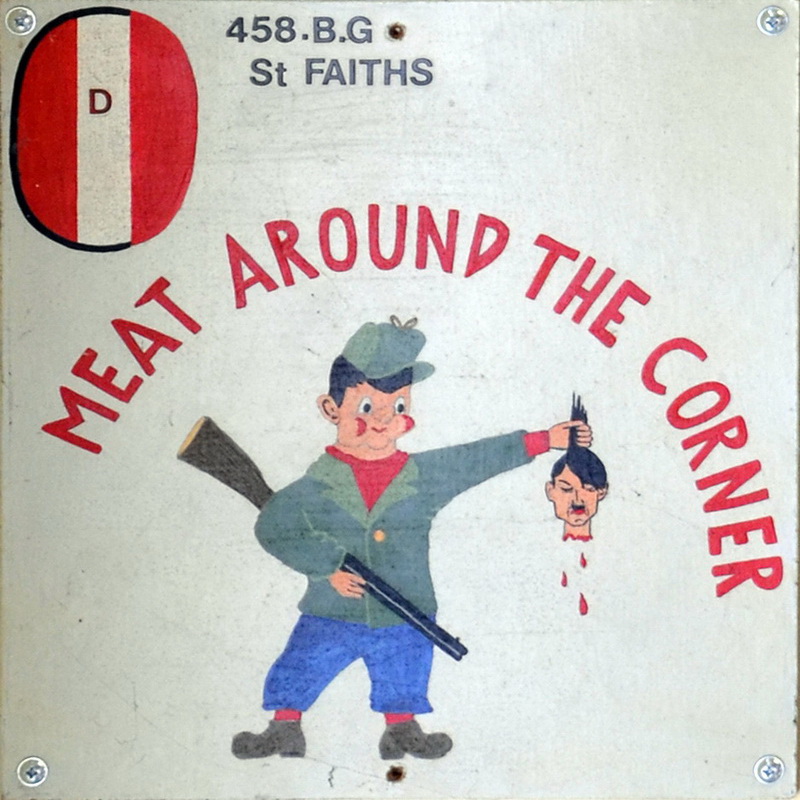 458.B.G
St FAITHS
D
MEAT AROUND THE CORNER